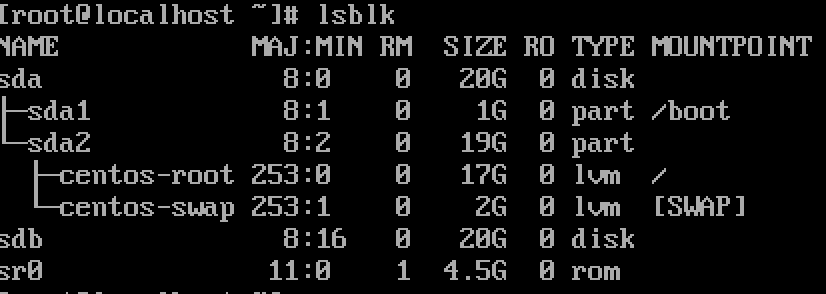 [root@localhost ~]# lsblk
NAME            MAJ:MIN RM  SIZE RO TYPE MOUNTPOINT
sda               8:0    0   20G  0 disk
├─sda1            8:1    0    1G  0 part /boot
└─sda2            8:2    0   19G  0 part
  ├─centos-root 253:0    0   17G  0 lvm  /
  └─centos-swap 253:1    0    2G  0 lvm  [SWAP]
sdb               8:16   0   20G  0 disk
sr0              11:0    1  4.5G  0 rom